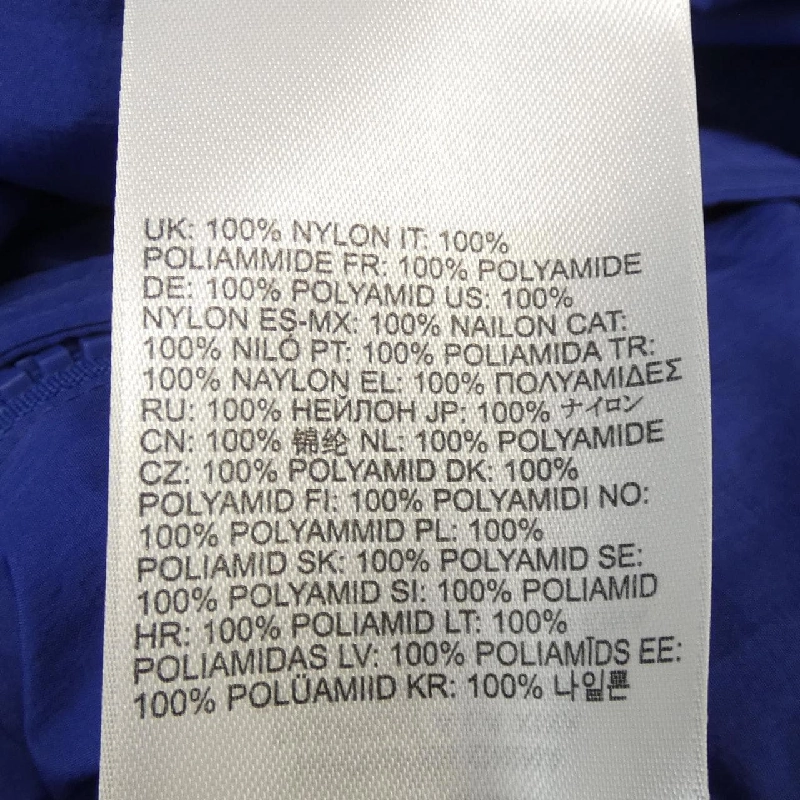 UK: 100% NYLON IT: 100%
POLIAMMIDE FR: 100% POLYAMIDE
DE: 100% POLYAMID US: 100%
NYLON ES-MX: 100% NAILON CAT:
100% NILÓ PT: 100% POLIAMIDA TR:
100% NAYLON EL: 100% ΠΟΛΥΑΜΙΔΕΣ
RU: 100% НЕЙЛОН JP: 100% ナイロン
CN: 100% 锦纶 NL: 100% POLYAMIDE
CZ: 100% POLYAMID DK: 100%
POLYAMID FI: 100% POLYAMIDI NO:
100% POLYAMMID PL: 100%
POLIAMID SK: 100% POLYAMID SE:
100% POLYAMID SI: 100% POLIAMID
HR: 100% POLIAMID LT: 100%
POLIAMIDAS LV: 100% POLIAMĪDS EE:
100% POLÜAMIID KR: 100% 나일론